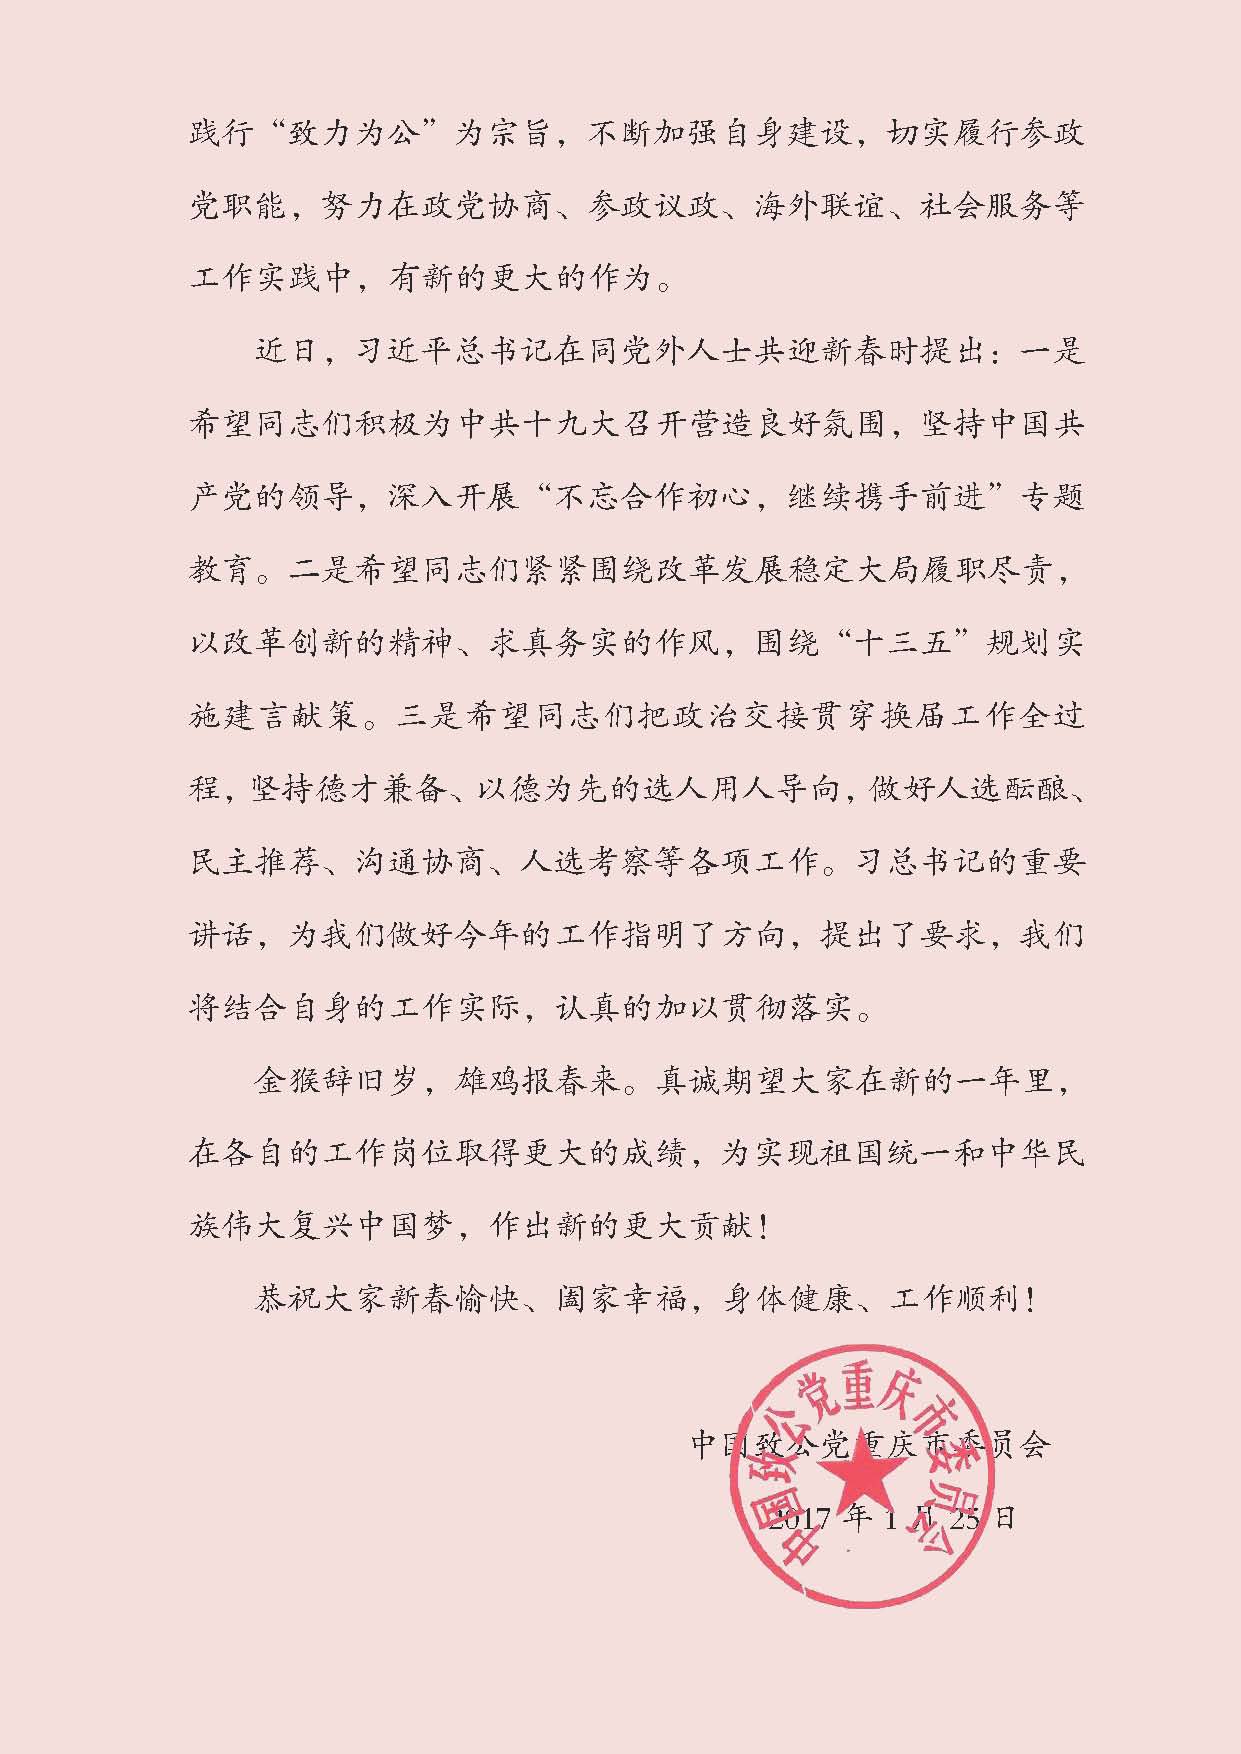 践行“致力为公”为宗旨，不断加强自身建设，切实履行参政
党职能，努力在政党协商、参政议政、海外联谊、社会服务等
工作实践中，有新的更大的作为。
近日，习近平总书记在同党外人士共迎新春时提出：一是
希望同志们积极为中共十九大召开营造良好氛围，坚持中国共
产党的领导，深入开展“不忘合作初心，继续携手前进”专题
教育。二是希望同志们紧紧围绕改革发展稳定大局履职尽责，
以改革创新的精神、求真务实的作风，围绕“十三五”规划实
施建言献策。三是希望同志们把政治交接贯穿换届工作全过
程，坚持德才兼备、以德为先的选人用人导向，做好人选酝酿、
民主推荐、沟通协商、人选考察等各项工作。习总书记的重要
讲话，为我们做好今年的工作指明了方向，提出了要求，我们
将结合自身的工作实际，认真的加以贯彻落实。
金猴辞旧岁，雄鸡报春来。真诚期望大家在新的一年里，
在各自的工作岗位取得更大的成绩，为实现祖国统一和中华民
族伟大复兴中国梦，作出新的更大贡献！
恭祝大家新春愉快、阖家幸福，身体健康、工作顺利！
中国致公党重庆市委员会
2017年1月25日
中国致公党重庆市委员会